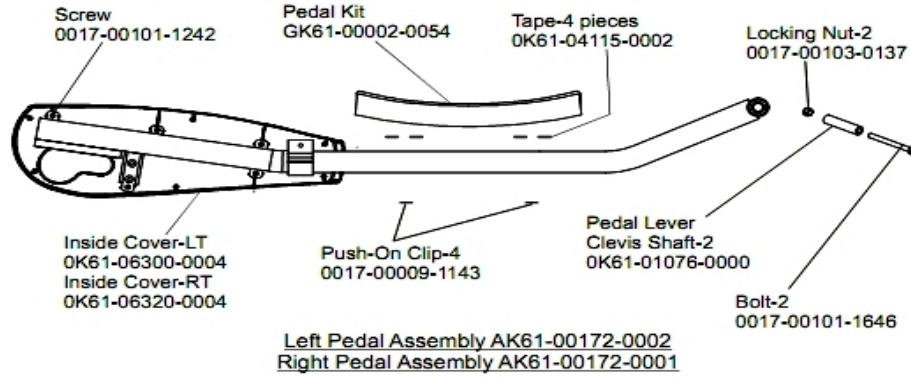 Screw
0017-00101-1242
Pedal Kit
GK61-00002-0054
Tape-4 pieces
0K61-04115-0002
Locking Nut-2
0017-00103-0137
Inside Cover-LT
0K61-06300-0004
Inside Cover-RT
0K61-06320-0004
Push-On Clip-4
0017-00009-1143
Pedal Lever
Clevis Shaft-2
0K61-01076-0000
Bolt-2
0017-00101-1646
Left Pedal Assembly AK61-00172-0002
Right Pedal Assembly AK61-00172-0001